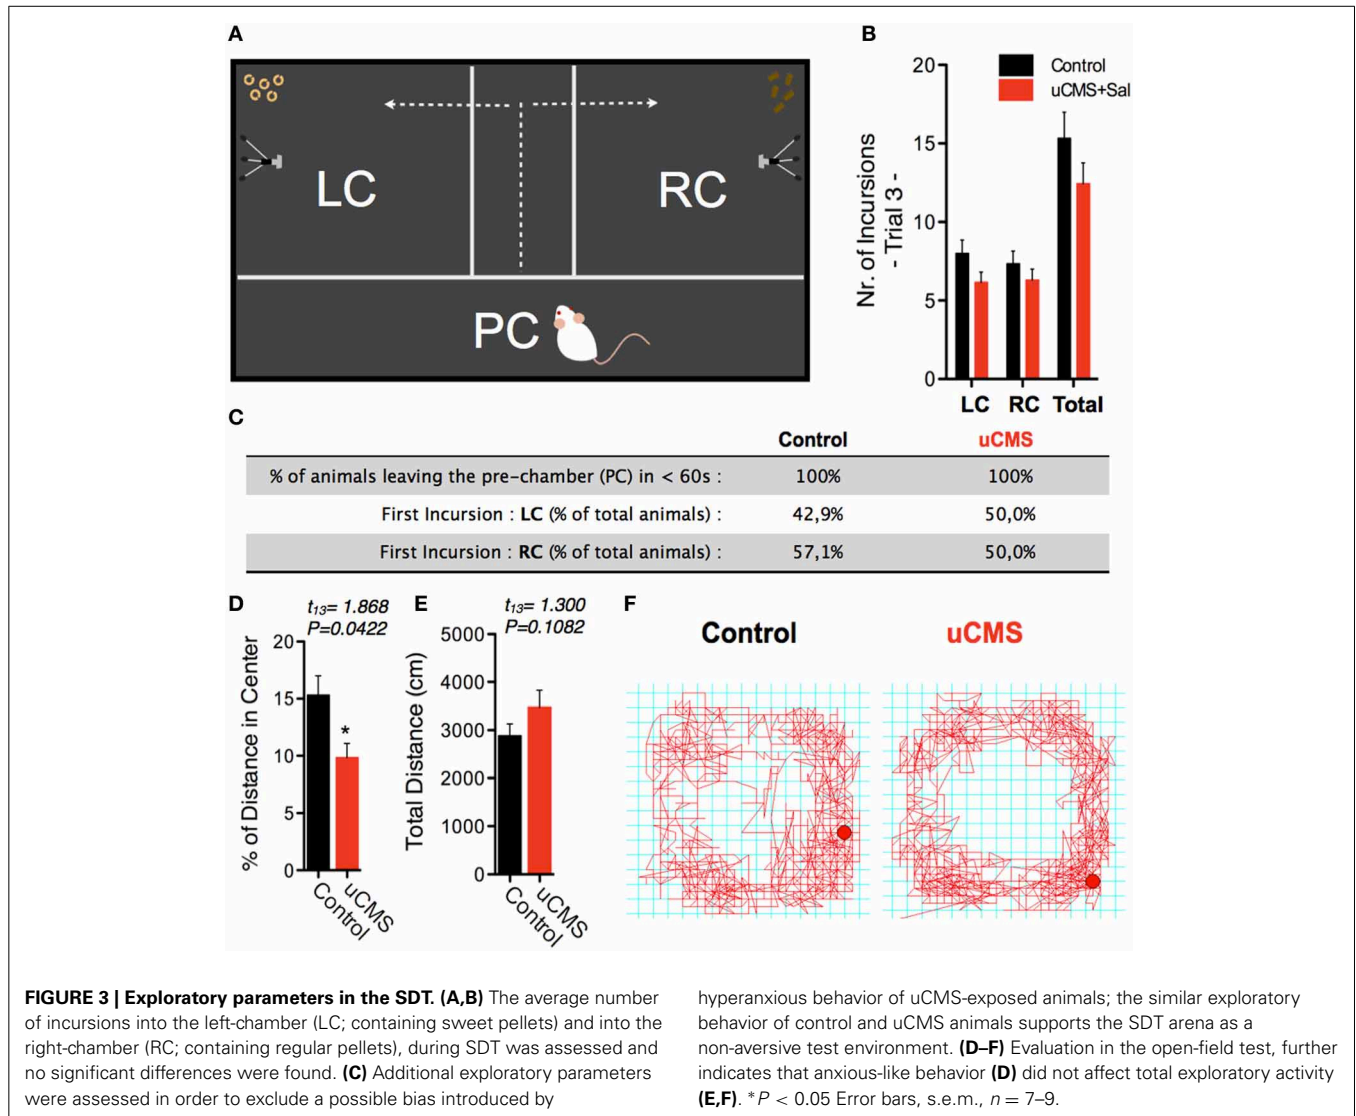 A
LC
RC
PC
B
Control
uCMS+Sal
Nr. of Incursions
- Trial 3 -
20
15
10
5
0
LC RC Total
C
Control uCMS
% of animals leaving the pre-chamber (PC) in < 60s : 100% 100%
First Incursion : LC (% of total animals) : 42,9% 50,0%
First Incursion : RC (% of total animals) : 57,1% 50,0%
D
t13= 1.868
P=0.0422
% of Distance in Center
20
15
10
5
0
*
Control
uCMS
E
t13= 1.300
P=0.1082
Total Distance (cm)
5000
4000
3000
2000
1000
0
Control
uCMS
F
Control
uCMS
FIGURE 3 | Exploratory parameters in the SDT. (A,B) The average number
of incursions into the left-chamber (LC; containing sweet pellets) and into the
right-chamber (RC; containing regular pellets), during SDT was assessed and
no significant differences were found. (C) Additional exploratory parameters
were assessed in order to exclude a possible bias introduced by
hyperanxious behavior of uCMS-exposed animals; the similar exploratory
behavior of control and uCMS animals supports the SDT arena as a
non-aversive test environment. (D–F) Evaluation in the open-field test, further
indicates that anxious-like behavior (D) did not affect total exploratory activity
(E,F). *P < 0.05 Error bars, s.e.m., n = 7–9.